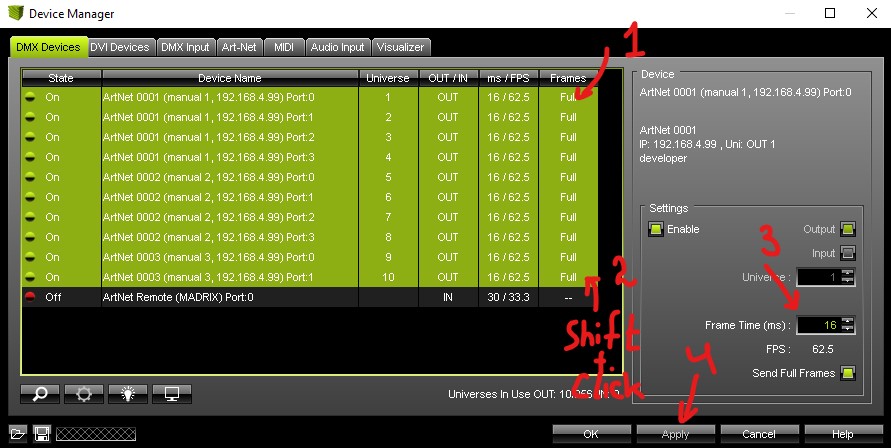 Device Manager
DMX Devices DVI Devices DMX Input Art-Net MIDI Audio Input Visualizer
State Device Name Universe OUT / IN ms / FPS Frames
On ArtNet 0001 (manual 1, 192.168.4.99) Port:0 1 OUT 16 / 62.5 Full
On ArtNet 0001 (manual 1, 192.168.4.99) Port:1 2 OUT 16 / 62.5 Full
On ArtNet 0001 (manual 1, 192.168.4.99) Port:2 3 OUT 16 / 62.5 Full
On ArtNet 0001 (manual 1, 192.168.4.99) Port:3 4 OUT 16 / 62.5 Full
On ArtNet 0002 (manual 2, 192.168.4.99) Port:0 5 OUT 16 / 62.5 Full
On ArtNet 0002 (manual 2, 192.168.4.99) Port:1 6 OUT 16 / 62.5 Full
On ArtNet 0002 (manual 2, 192.168.4.99) Port:2 7 OUT 16 / 62.5 Full
On ArtNet 0002 (manual 2, 192.168.4.99) Port:3 8 OUT 16 / 62.5 Full
On ArtNet 0003 (manual 3, 192.168.4.99) Port:0 9 OUT 16 / 62.5 Full
On ArtNet 0003 (manual 3, 192.168.4.99) Port:1 10 OUT 16 / 62.5 Full
Off ArtNet Remote (MADRIX) Port:0 IN 30 / 33.3 --
1
2
shift
+
click
Universes In Use OUT: IN:
Device
ArtNet 0001 (manual 1, 192.168.4.99) Port:0
ArtNet 0001
IP: 192.168.4.99 , Uni: OUT 1
developer
Settings
Enable Output
Input
3
Universe : 1
Frame Time (ms) : 16
FPS : 62.5
Send Full Frames
4
OK Apply Cancel Help